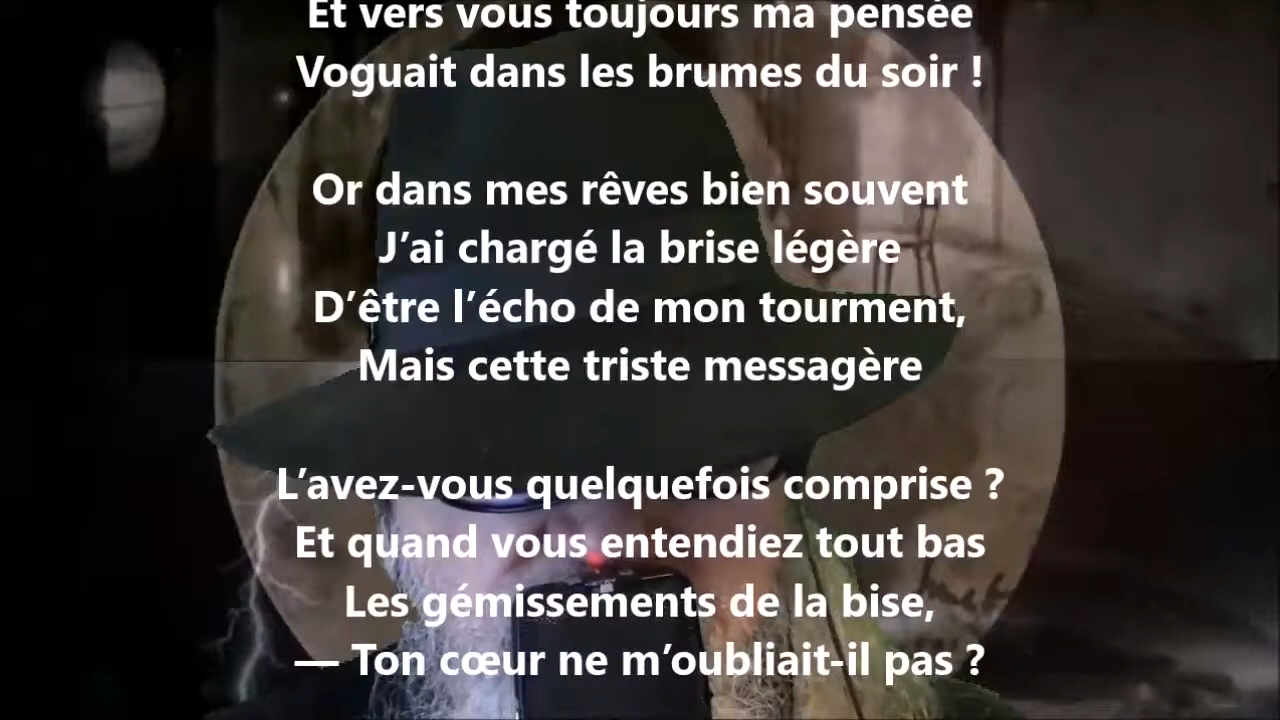 Et vers vous toujours ma pensée
Voguait dans les brumes du soir !
Or dans mes rêves bien souvent
J’ai chargé la brise légère
D’être l’écho de mon tourment,
Mais cette triste messagère
L’avez-vous quelquefois comprise ?
Et quand vous entendiez tout bas
Les gémissements de la bise,
— Ton cœur ne m’oubliait-il pas ?